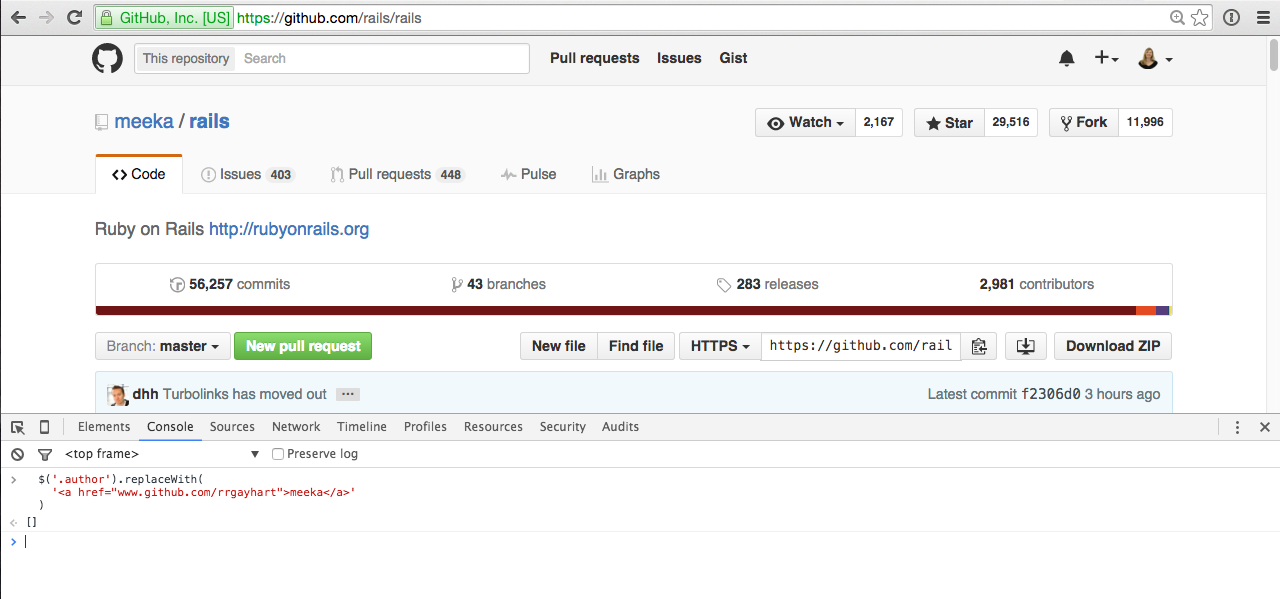 GitHub, Inc. [US] https://github.com/rails/rails
This repository Search Pull requests Issues Gist
meeka / rails Watch 2,167 Star 29,516 Fork 11,996
Code Issues 403 Pull requests 448 Pulse Graphs
Ruby on Rails http://rubyonrails.org
56,257 commits 43 branches 283 releases 2,981 contributors
Branch: master New pull request New file Find file HTTPS https://github.com/rail Download ZIP
dhh Turbolinks has moved out ... Latest commit f2306d0 3 hours ago
Elements Console Sources Network Timeline Profiles Resources Security Audits
<top frame> Preserve log
$('.author').replaceWith(
'<a href="www.github.com/rrgayhart">meeka</a>'
)
[]